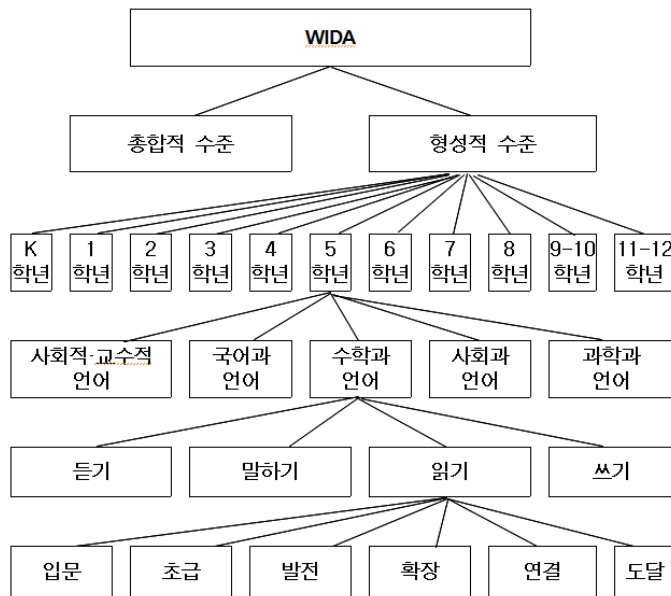 WIDA
총합적 수준 형성적 수준
K 1 2 3 4 5 6 7 8 9-10 11-12
학년 학년 학년 학년 학년 학년 학년 학년 학년 학년 학년
사회적·교수적 국어과 수학과 사회과 과학과
언어 언어 언어 언어 언어
듣기 말하기 읽기 쓰기
입문 초급 발전 확장 연결 도달